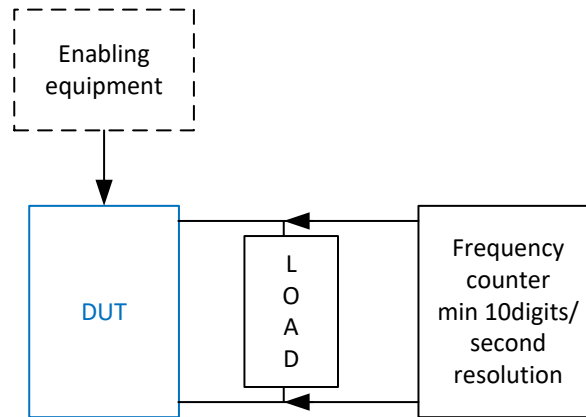 Enabling
equipment
DUT
L
O
A
D
Frequency
counter
min 10digits/
second
resolution